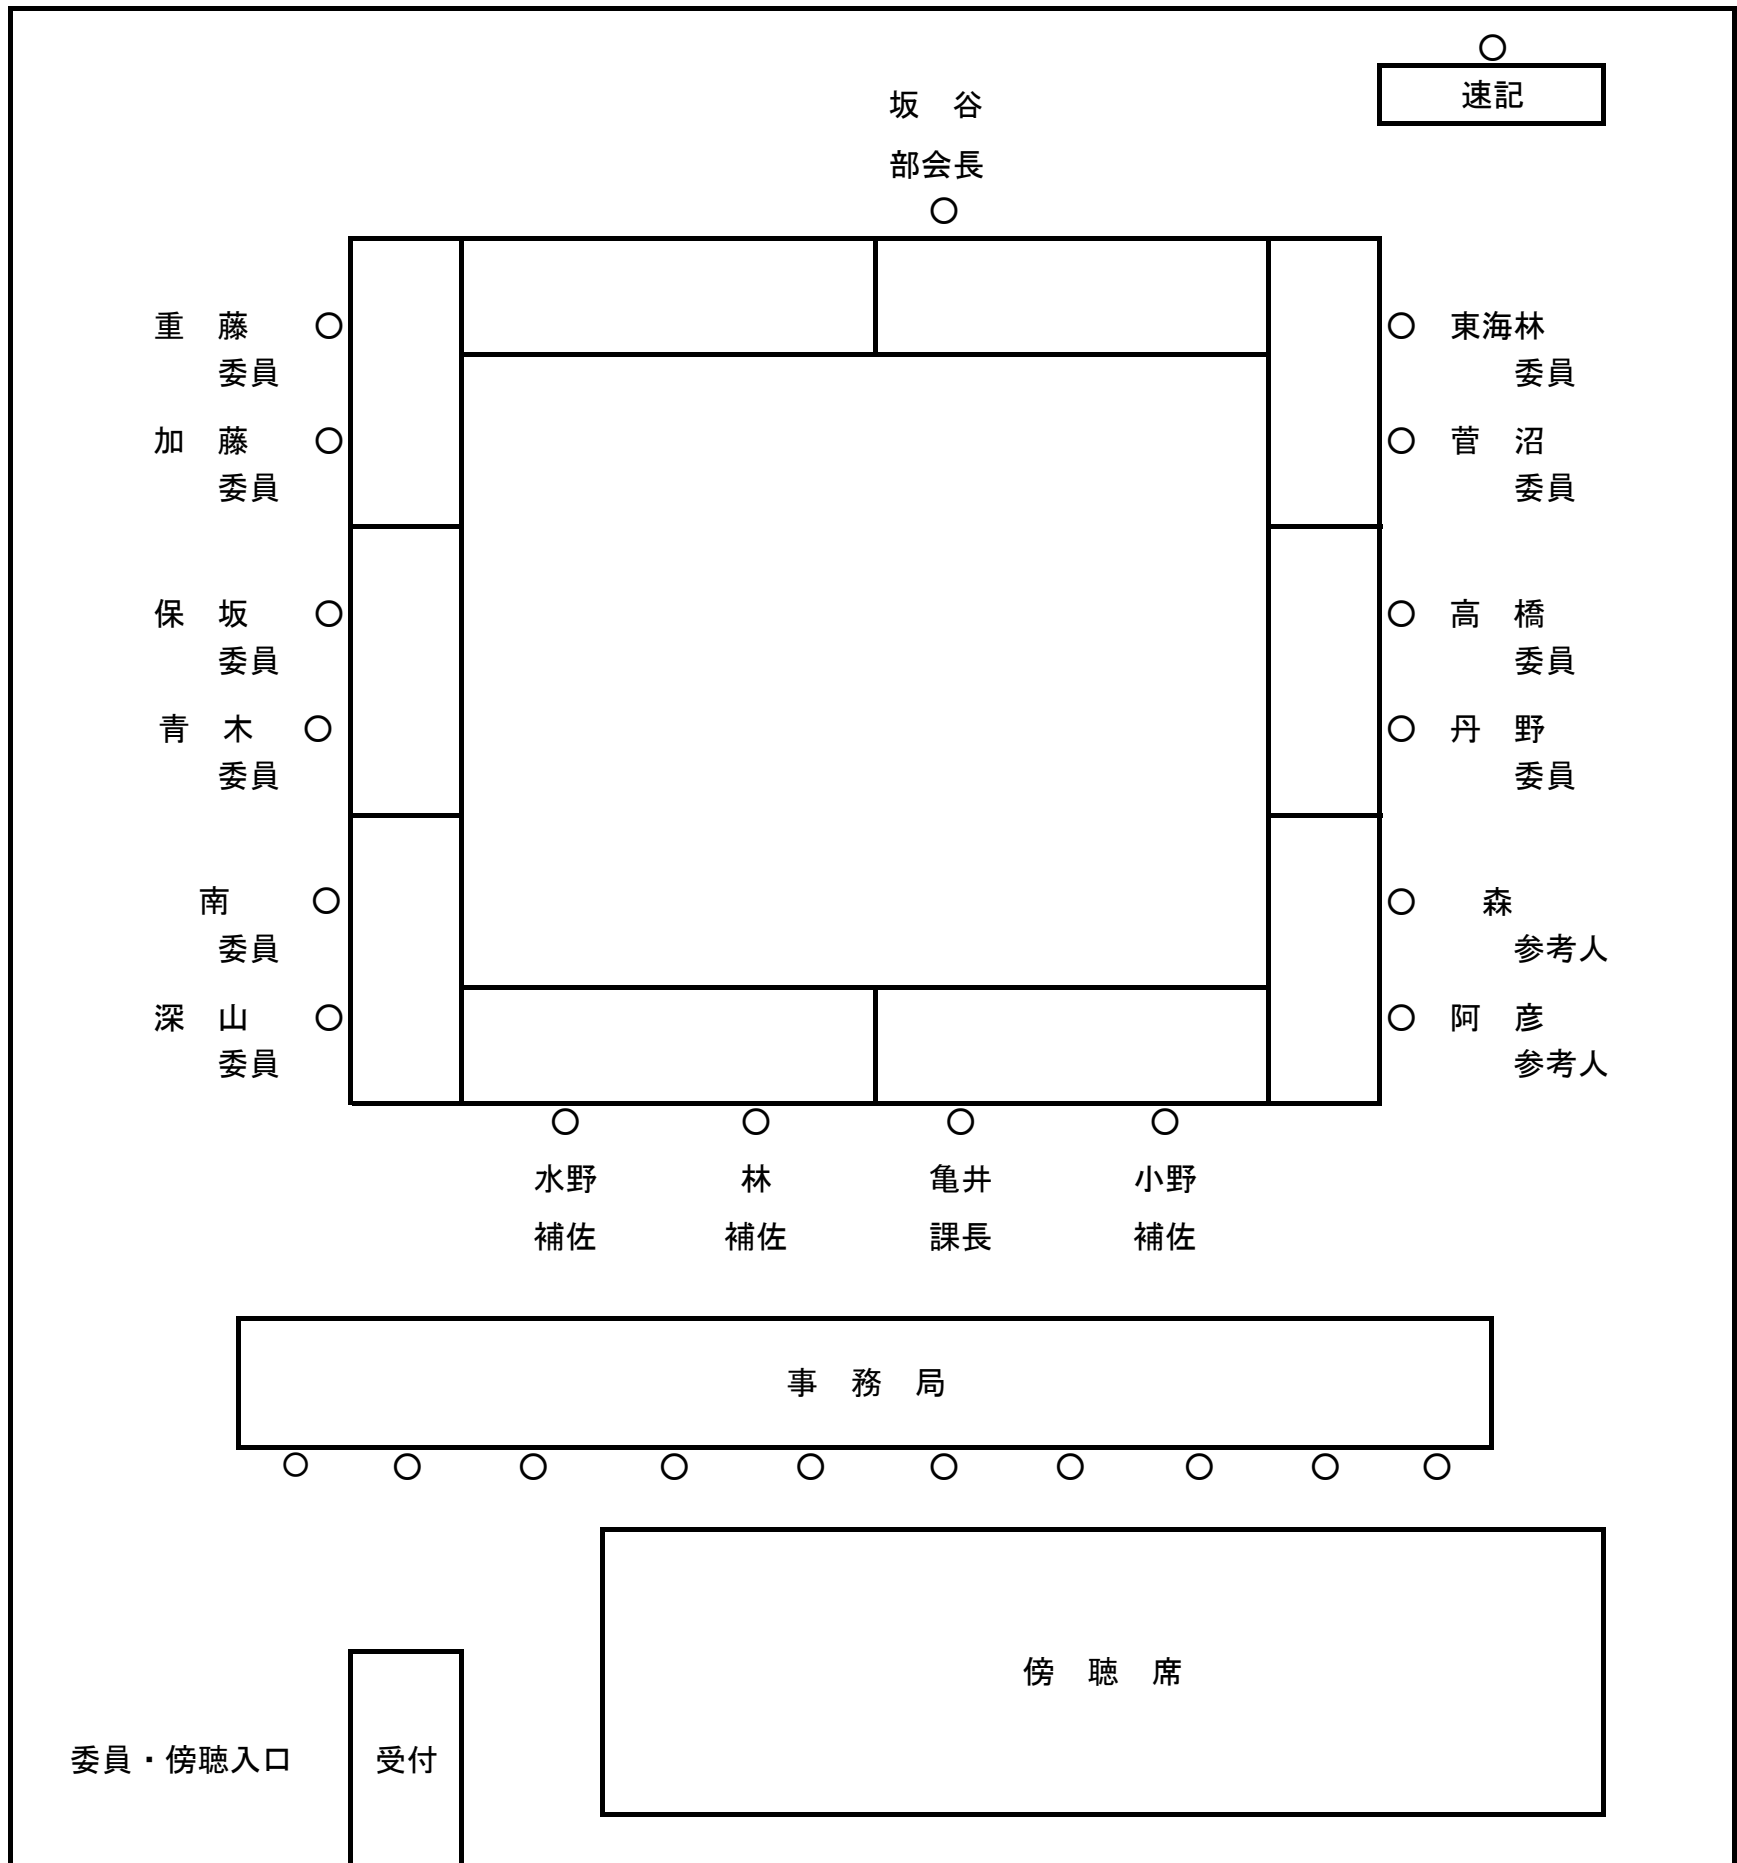 ○
速記
坂　谷
部会長
○
重　藤　○
委員
○　東海林
委員
加　藤　○
委員
○　菅　沼
委員
保　坂　○
委員
○　高　橋
委員
青　木　○
委員
○　丹　野
委員
南　○
委員
○　森
参考人
深　山　○
委員
○　阿　彦
参考人
○　○　○　○
水野　林　亀井　小野
補佐　補佐　課長　補佐
事　務　局
○　○　○　○　○　○　○　○　○　○
傍　聴　席
委員・傍聴入口
受付